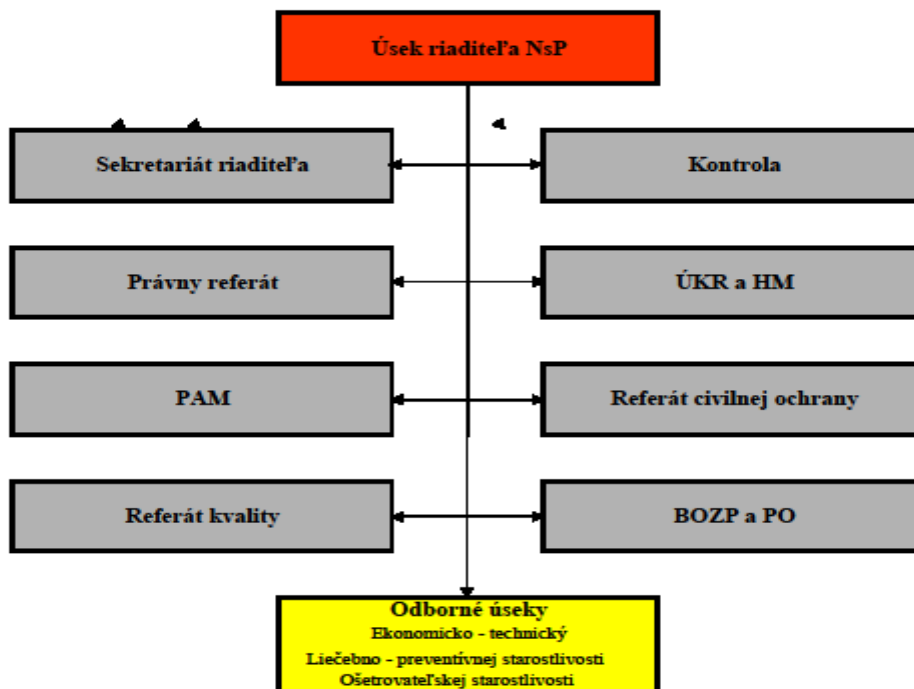 Úsek riaditeľa NsP
Sekretariát riaditeľa
Kontrola
Právny referát
ÚKR a HM
PAM
Referát civilnej ochrany
Referát kvality
BOZP a PO
Odborné úseky
Ekonomicko - technický
Liečebno - preventívnej starostlivosti
Ošetrovateľskej starostlivosti